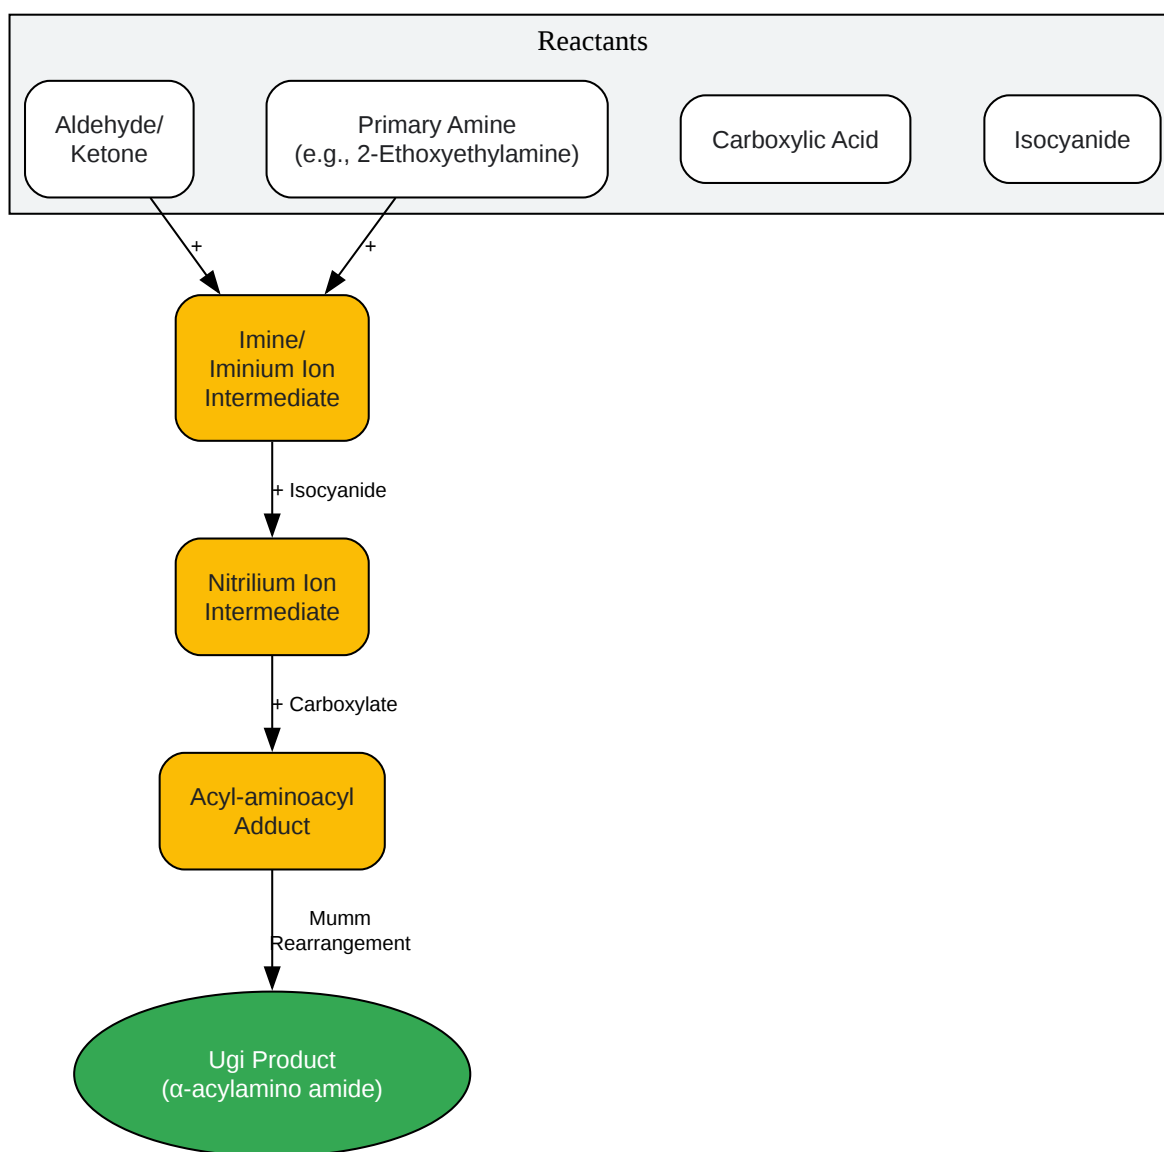 Reactants
Aldehyde/
Ketone
Primary Amine
(e.g., 2-Ethoxyethylamine)
Carboxylic Acid
Isocyanide
+
+
Imine/
Iminium Ion
Intermediate
+ Isocyanide
Nitrilium Ion
Intermediate
+ Carboxylate
Acyl-aminoacyl
Adduct
Mumm
Rearrangement
Ugi Product
(α-acylamino amide)